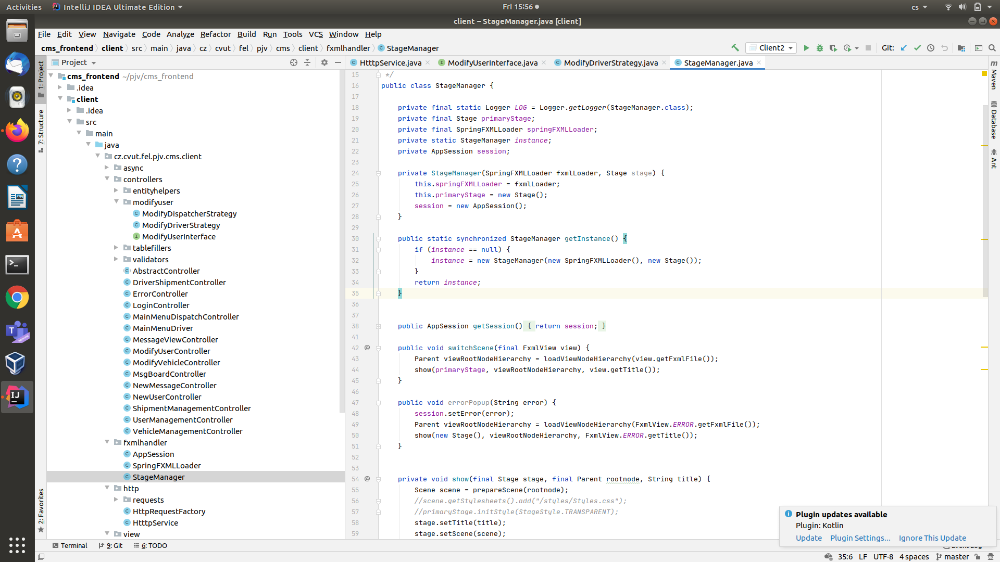 Activities IntelliJ IDEA Ultimate Edition Fri 15:56 cs
client – StageManager.java [client]
File Edit View Navigate Code Analyze Refactor Build Run Tools VCS Window Help
cms_frontend client src main java cz cvut fel pjv cms client fxmlhandler StageManager Client2 Git:
Project HtttpService.java ModifyUserInterface.java ModifyDriverStrategy.java StageManager.java
1: Project
7: Structure
2: Favorites
cms_frontend ~/pjv/cms_frontend
.idea
client
.idea
src
main
java
cz.cvut.fel.pjv.cms.client
async
controllers
entityhelpers
modifyuser
ModifyDispatcherStrategy
ModifyDriverStrategy
ModifyUserInterface
tablefillers
validators
AbstractController
DriverShipmentController
ErrorController
LoginController
MainMenuDispatchController
MainMenuDriver
MessageViewController
ModifyUserController
ModifyVehicleController
MsgBoardController
NewMessageController
NewUserController
ShipmentManagementController
UserManagementController
VehicleManagementController
fxmlhandler
AppSession
SpringFXMLLoader
StageManager
http
requests
HttpRequestFactory
HtttpService
view
15 */
16 public class StageManager {
17
18 private final static Logger LOG = Logger.getLogger(StageManager.class);
19 private final Stage primaryStage;
20 private final SpringFXMLLoader springFXMLLoader;
21 private static StageManager instance;
22 private AppSession session;
23
24 private StageManager(SpringFXMLLoader fxmlLoader, Stage stage) {
25 this.springFXMLLoader = fxmlLoader;
26 this.primaryStage = new Stage();
27 session = new AppSession();
28 }
29
30 public static synchronized StageManager getInstance() {
31 if (instance == null) {
32 instance = new StageManager(new SpringFXMLLoader(), new Stage());
33 }
34 return instance;
35 }
36
37
38 public AppSession getSession() { return session; }
41
42 @ public void switchScene(final FxmlView view) {
43 Parent viewRootNodeHierarchy = loadViewNodeHierarchy(view.getFxmlFile());
44 show(primaryStage, viewRootNodeHierarchy, view.getTitle());
45 }
46
47 public void errorPopup(String error) {
48 session.setError(error);
49 Parent viewRootNodeHierarchy = loadViewNodeHierarchy(FxmlView.ERROR.getFxmlFile());
50 show(new Stage(), viewRootNodeHierarchy, FxmlView.ERROR.getTitle());
51 }
52
53
54 @ private void show(final Stage stage, final Parent rootnode, String title) {
55 Scene scene = prepareScene(rootnode);
56 //scene.getStylesheets().add("/styles/Styles.css");
57 //primaryStage.initStyle(StageStyle.TRANSPARENT);
58 stage.setTitle(title);
59 stage.setScene(scene);
Maven
Database
Ant
Plugin updates available
Plugin: Kotlin
Update Plugin Settings... Ignore This Update
Terminal 9: Git 6: TODO Event Log
35:6 LF UTF-8 4 spaces master